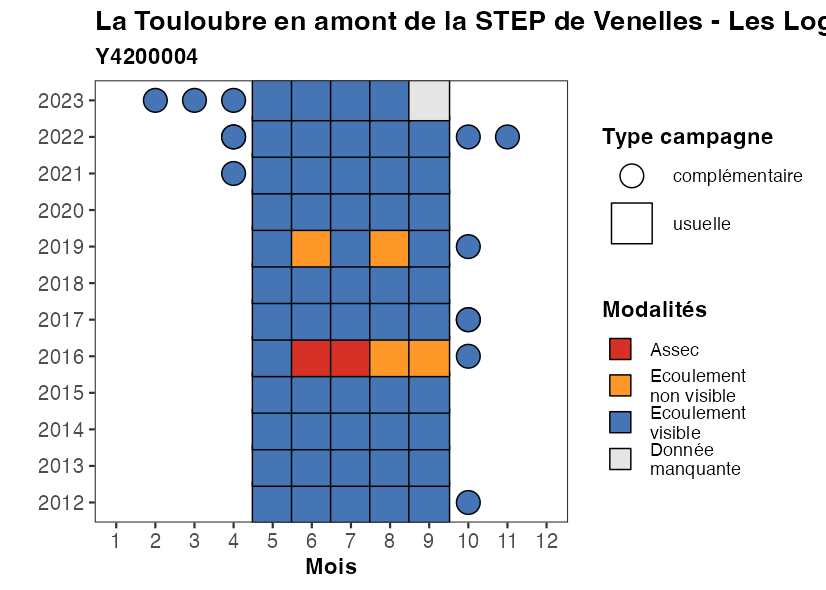 La Touloubre en amont de la STEP de Venelles - Les Log
Y4200004
2023
2022
2021
2020
2019
2018
2017
2016
2015
2014
2013
2012
1 2 3 4 5 6 7 8 9 10 11 12
Mois
Type campagne
complémentaire
usuelle
Modalités
Assec
Ecoulement
non visible
Ecoulement
visible
Donnée
manquante